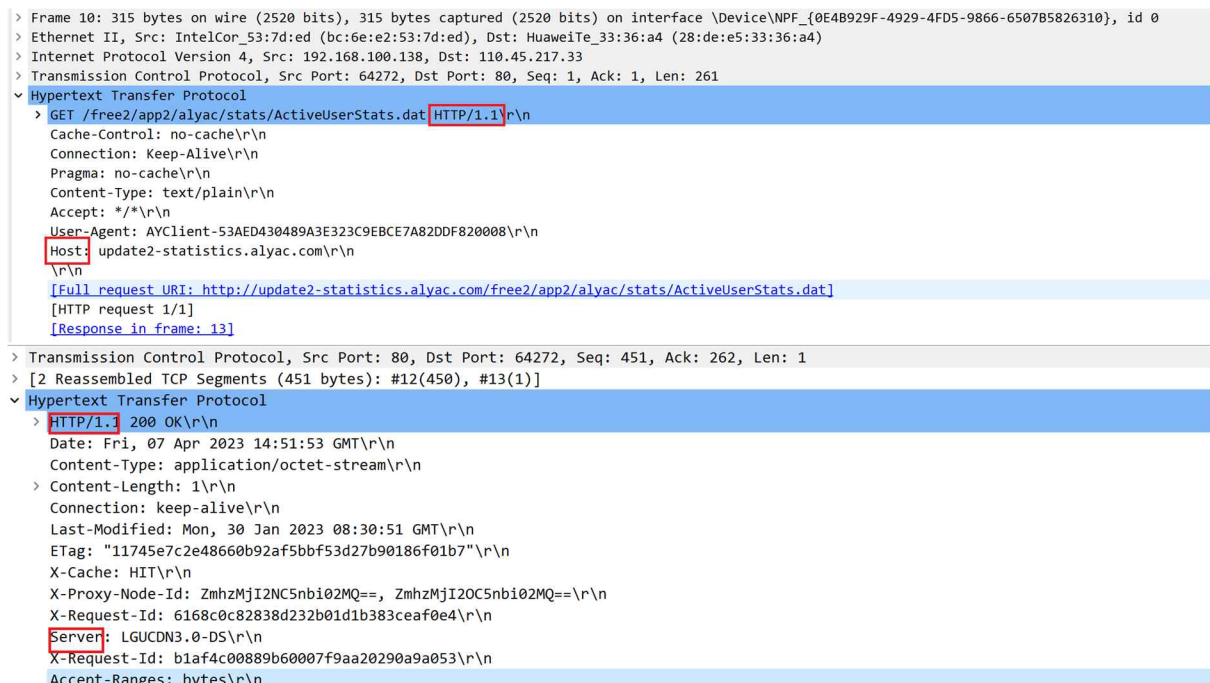 Frame 10: 315 bytes on wire (2520 bits), 315 bytes captured (2520 bits) on interface \Device\NPF_{0E4B929F-4929-4FD5-9866-6507B5826310}, id 0
Ethernet II, Src: IntelCor_53:7d:ed (bc:6e:e2:53:7d:ed), Dst: HuaweiTe_33:36:a4 (28:de:e5:33:36:a4)
Internet Protocol Version 4, Src: 192.168.100.138, Dst: 110.45.217.33
Transmission Control Protocol, Src Port: 64272, Dst Port: 80, Seq: 1, Ack: 1, Len: 261
Hypertext Transfer Protocol
GET /free2/app2/alyac/stats/ActiveUserStats.dat HTTP/1.1\r\n
Cache-Control: no-cache\r\n
Connection: Keep-Alive\r\n
Pragma: no-cache\r\n
Content-Type: text/plain\r\n
Accept: */*\r\n
User-Agent: AYClient-53AED430489A3E323C9EBCE7A82DDF820008\r\n
Host: update2-statistics.alyac.com\r\n
\r\n
[Full request URI: http://update2-statistics.alyac.com/free2/app2/alyac/stats/ActiveUserStats.dat]
[HTTP request 1/1]
[Response in frame: 13]
Transmission Control Protocol, Src Port: 80, Dst Port: 64272, Seq: 451, Ack: 262, Len: 1
[2 Reassembled TCP Segments (451 bytes): #12(450), #13(1)]
Hypertext Transfer Protocol
HTTP/1.1 200 OK\r\n
Date: Fri, 07 Apr 2023 14:51:53 GMT\r\n
Content-Type: application/octet-stream\r\n
Content-Length: 1\r\n
Connection: keep-alive\r\n
Last-Modified: Mon, 30 Jan 2023 08:30:51 GMT\r\n
ETag: "11745e7c2e48660b92af5bbf53d27b90186f01b7"\r\n
X-Cache: HIT\r\n
X-Proxy-Node-Id: ZmhzMjI2NC5nbi02MQ==, ZmhzMjI2OC5nbi02MQ==\r\n
X-Request-Id: 6168c0c82838d232b01d1b383ceaf0e4\r\n
Server: LGUCDN3.0-DS\r\n
X-Request-Id: b1af4c00889b60007f9aa20290a9a053\r\n
Accept-Ranges: bytes\r\n